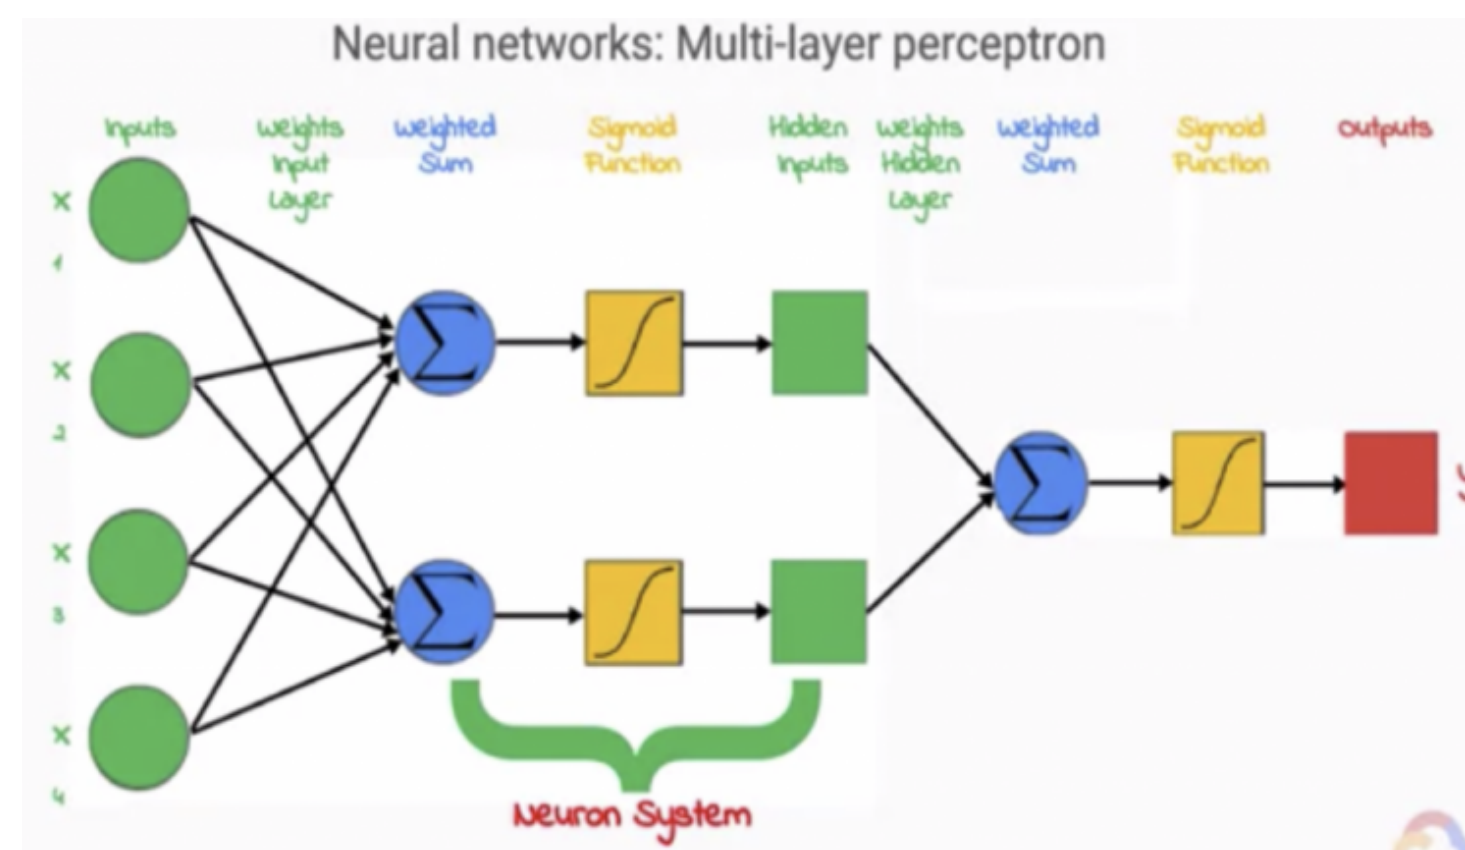 Neural networks: Multi-layer perceptron
Inputs
Weights
Input
Layer
Weighted
Sum
Sigmoid
Function
Hidden
Inputs
Weights
Hidden
Layer
Weighted
Sum
Sigmoid
Function
Outputs
X
1
X
2
X
3
X
4
Σ
Σ
Σ
Neuron System